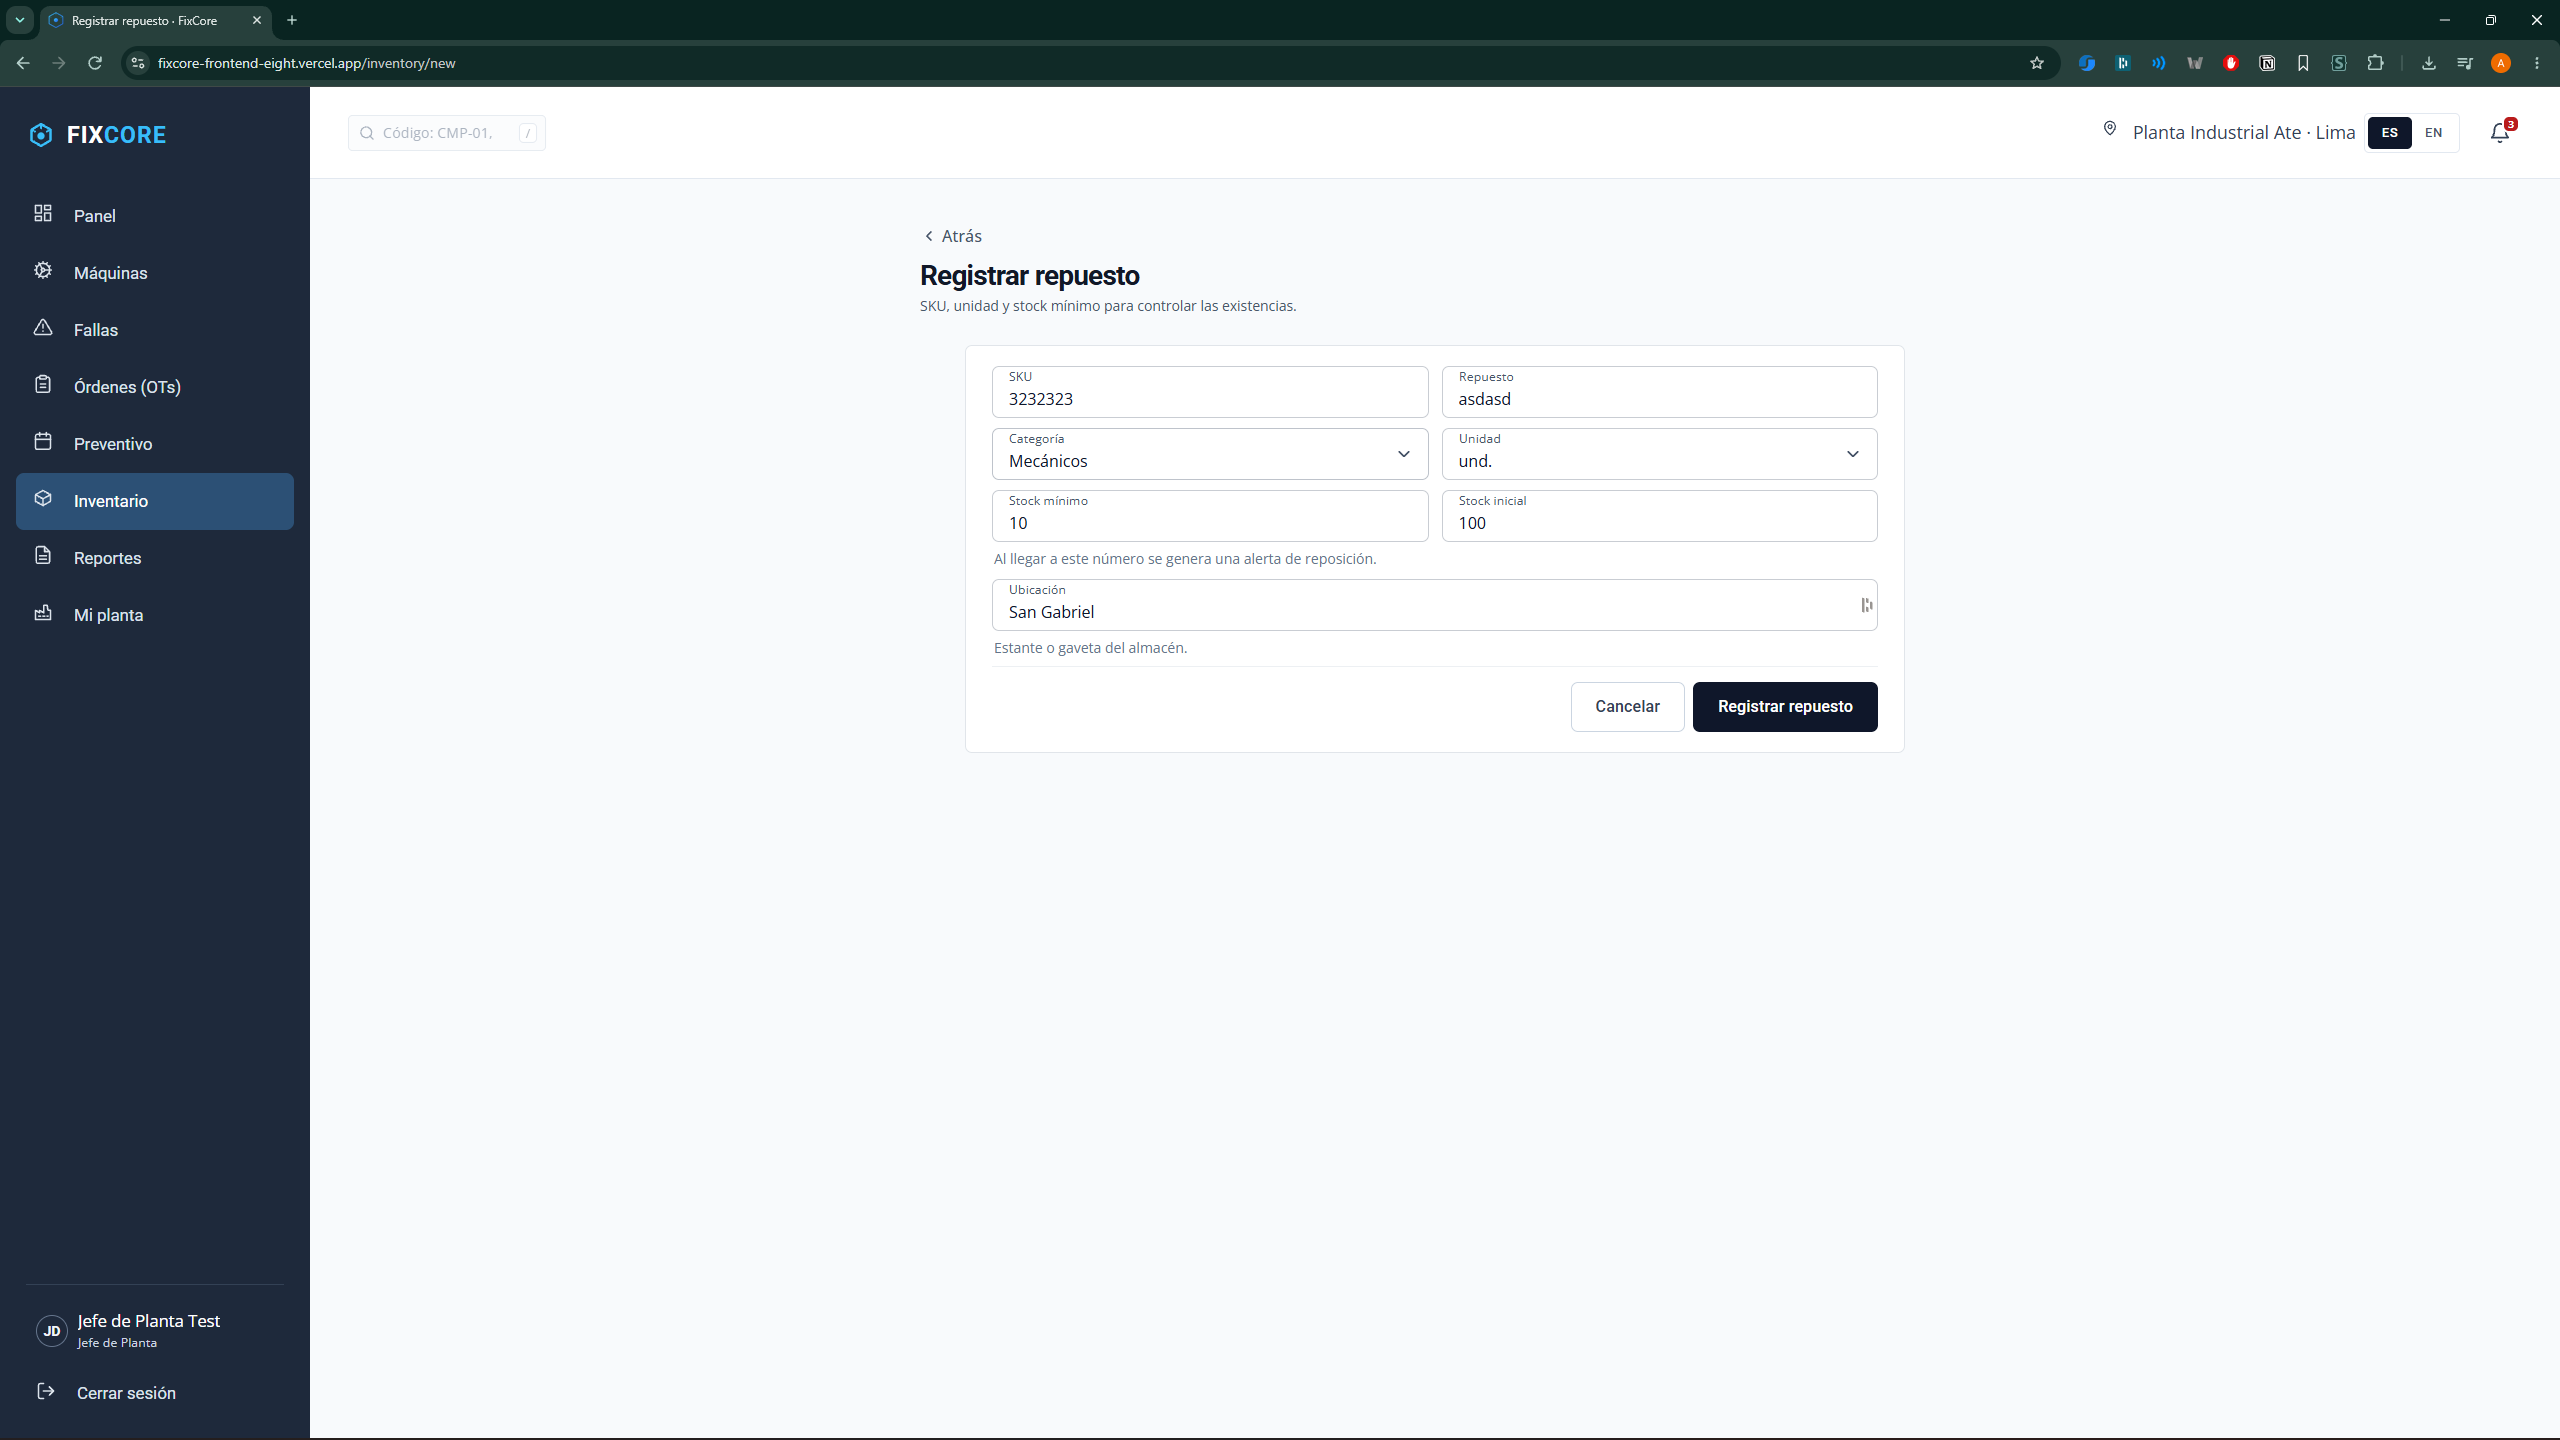 Registrar repuesto · FixCore
fixcore-frontend-eight.vercel.app/inventory/new
A
FIXCORE
Código: CMP-01,
/
Planta Industrial Ate · Lima
ES
EN
3
Panel
Máquinas
Fallas
Órdenes (OTs)
Preventivo
Inventario
Reportes
Mi planta
Atrás
Registrar repuesto
SKU, unidad y stock mínimo para controlar las existencias.
SKU
3232323
Repuesto
asdasd
Categoría
Mecánicos
Unidad
und.
Stock mínimo
10
Stock inicial
100
Al llegar a este número se genera una alerta de reposición.
Ubicación
San Gabriel
Estante o gaveta del almacén.
Cancelar
Registrar repuesto
JD
Jefe de Planta Test
Jefe de Planta
Cerrar sesión